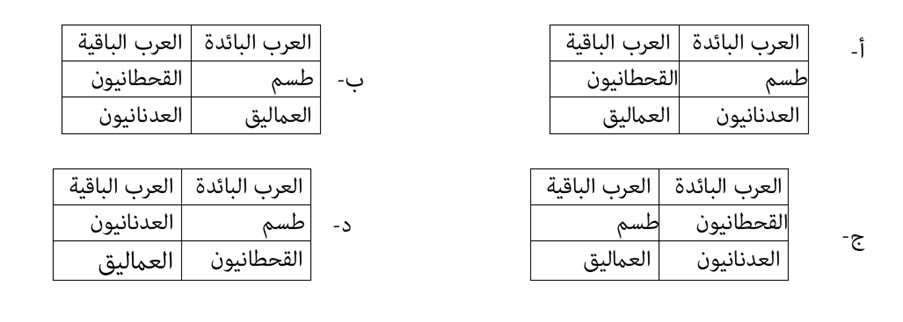 أ-
العرب البائدة العرب الباقية
طسم القحطانيون
العدنانيون العماليق
ب-
العرب البائدة العرب الباقية
طسم القحطانيون
العماليق العدنانيون
ج-
العرب البائدة العرب الباقية
القحطانيون طسم
العدنانيون العماليق
د-
العرب البائدة العرب الباقية
طسم العدنانيون
القحطانيون العماليق